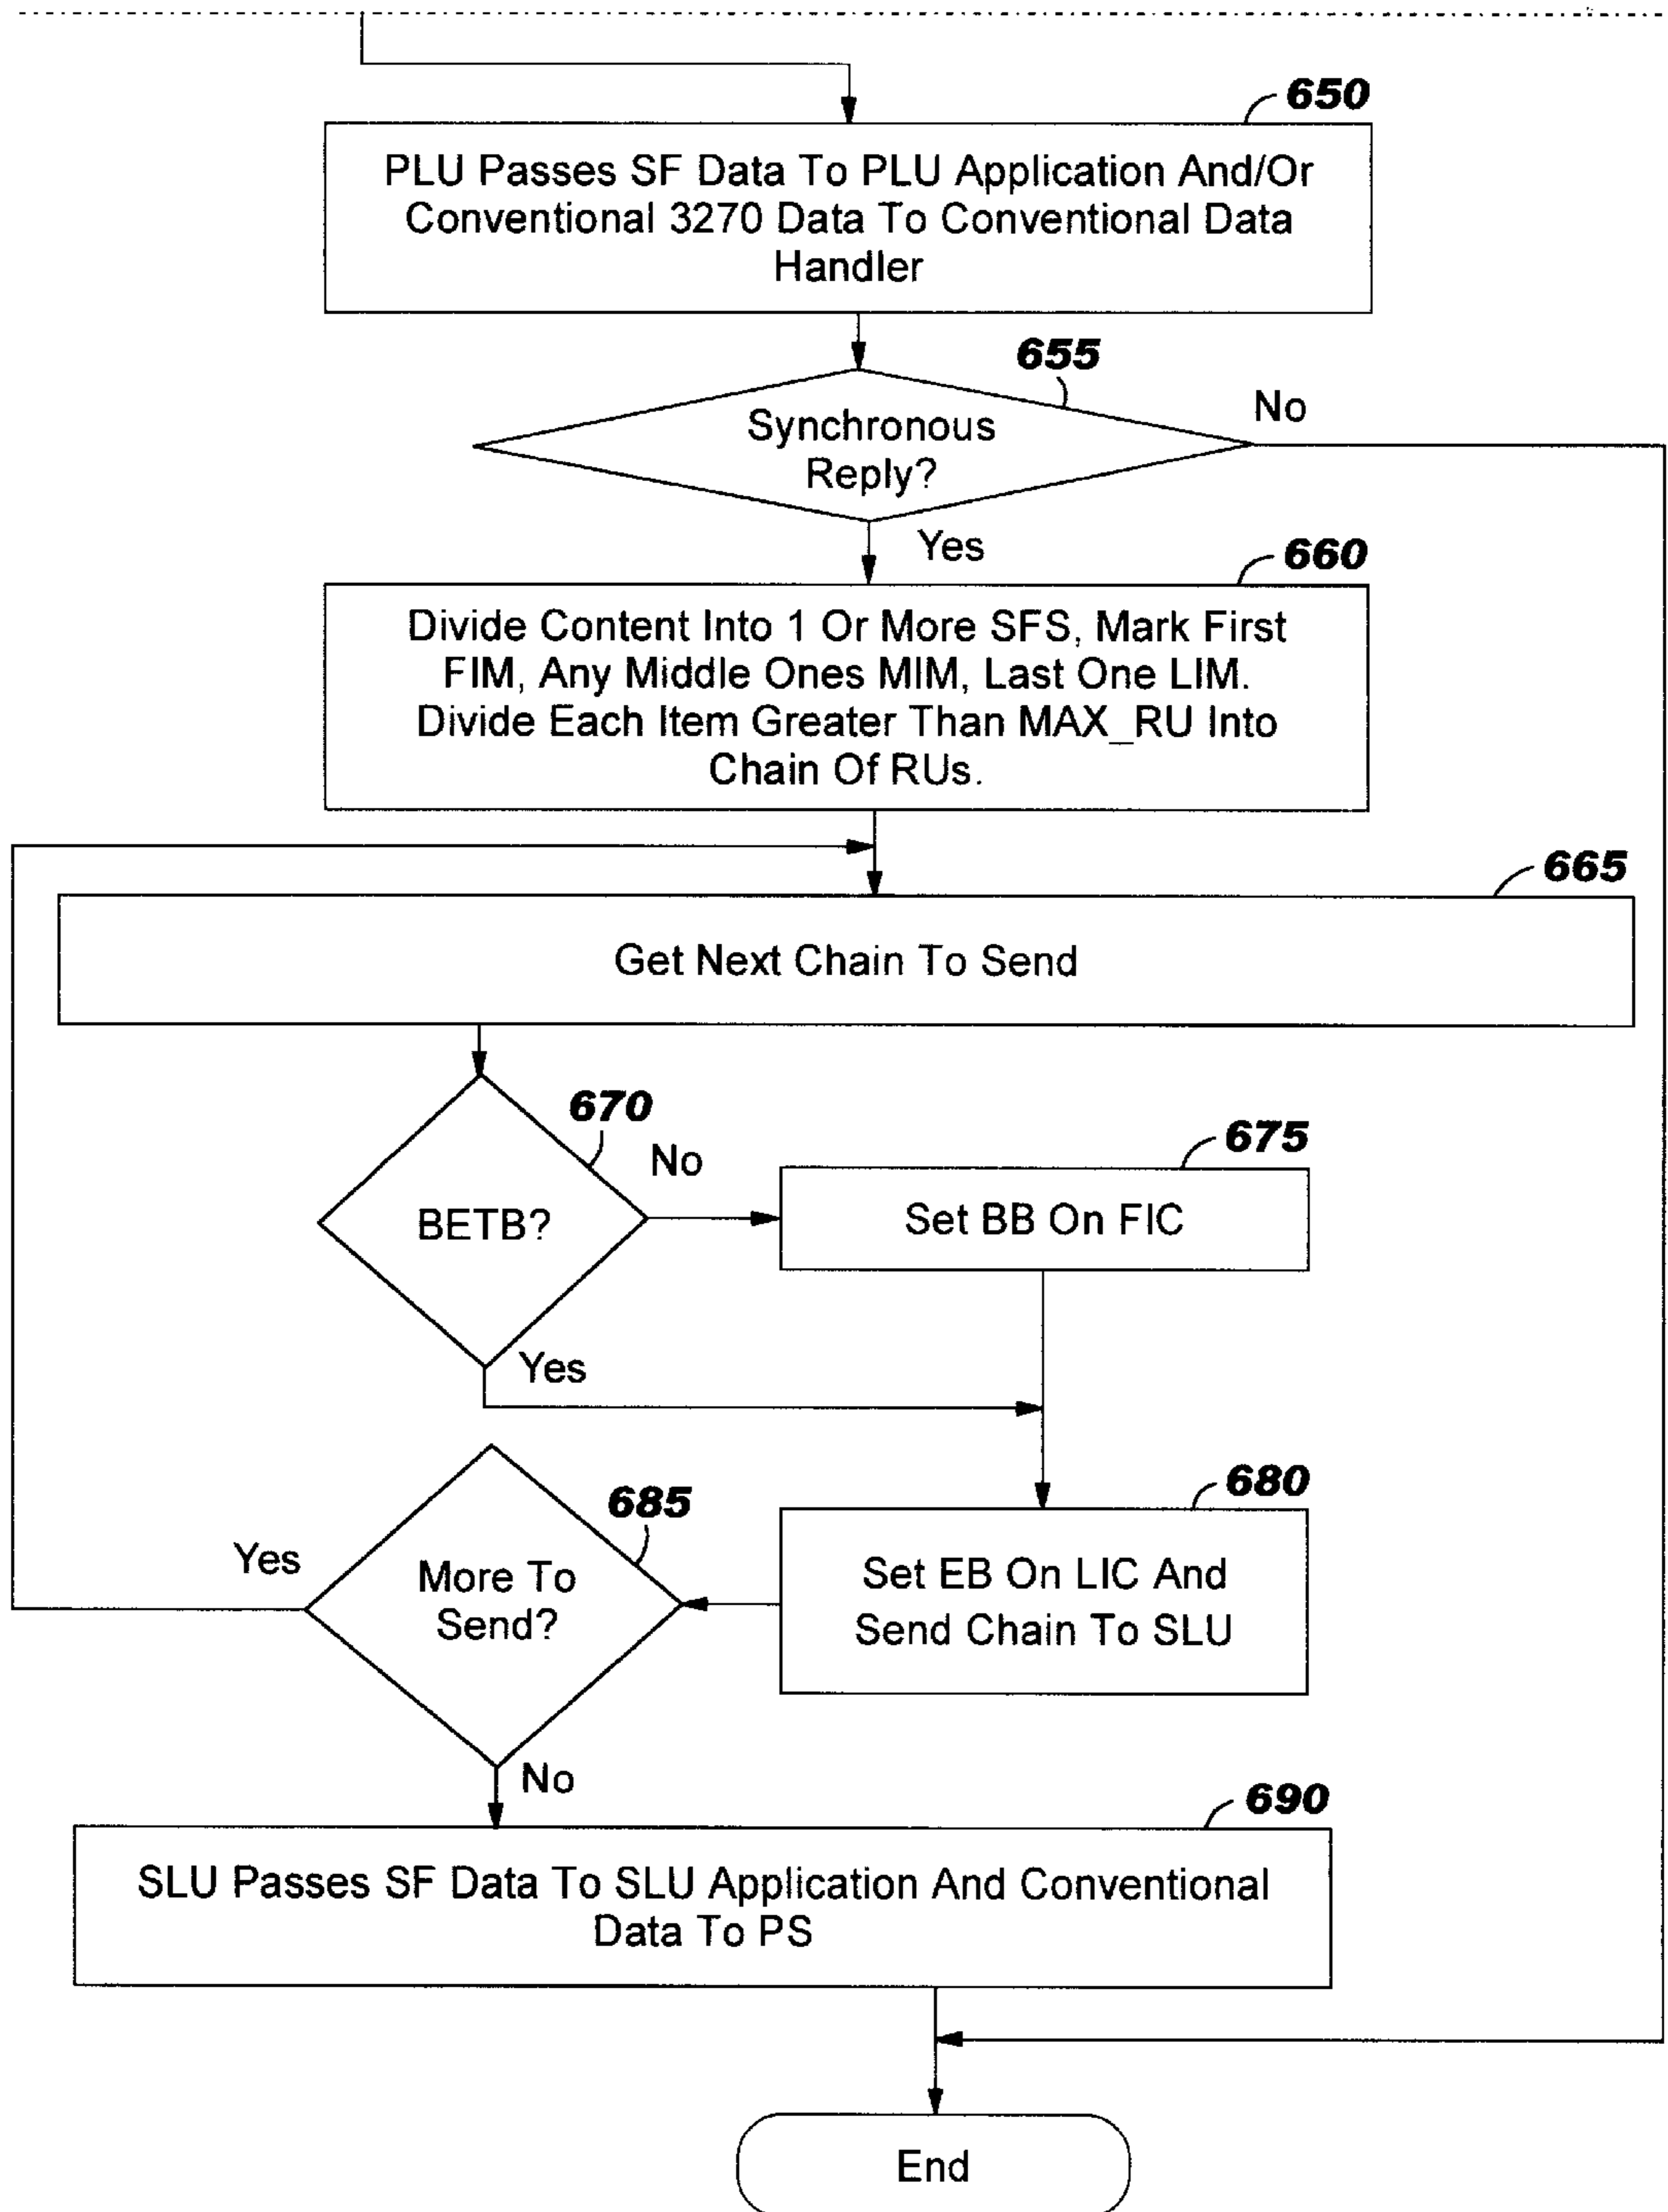 650
PLU Passes SF Data To PLU Application And/Or
Conventional 3270 Data To Conventional Data
Handler
655
Synchronous
Reply?
No
Yes
660
Divide Content Into 1 Or More SFS, Mark First
FIM, Any Middle Ones MIM, Last One LIM.
Divide Each Item Greater Than MAX_RU Into
Chain Of RUs.
665
Get Next Chain To Send
670
BETB?
No
675
Set BB On FIC
Yes
680
Set EB On LIC And
Send Chain To SLU
685
More To
Send?
Yes
No
690
SLU Passes SF Data To SLU Application And Conventional
Data To PS
End